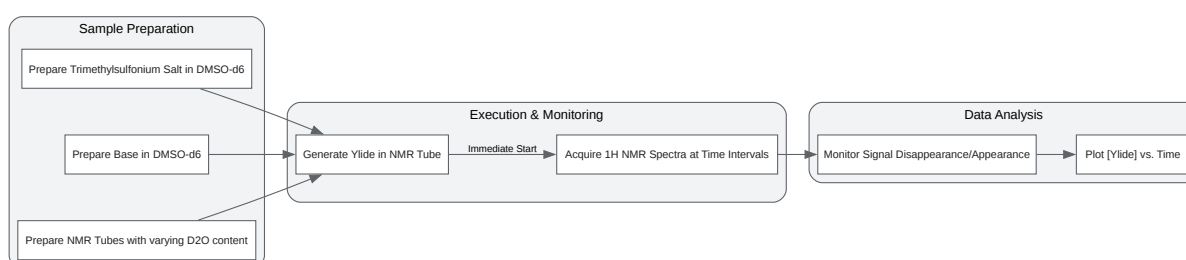 Sample Preparation
Prepare Trimethylsulfonium Salt in DMSO-d6
Prepare Base in DMSO-d6
Prepare NMR Tubes with varying D2O content
Execution & Monitoring
Generate Ylide in NMR Tube
Immediate Start
Acquire 1H NMR Spectra at Time Intervals
Data Analysis
Monitor Signal Disappearance/Appearance
Plot [Ylide] vs. Time